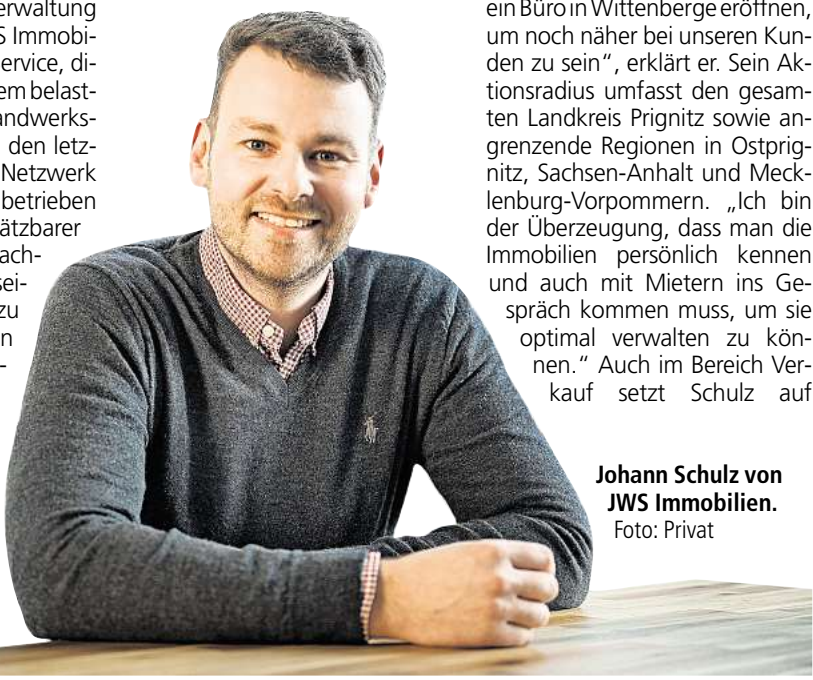 erwaltung
S Immobi-
ervice, di-
em belast-
andwerks-
den letz-
Netzwerk
betrieben
ätzbarer
ach-
sei-
zu
n
-
ein Büro in Wittenberge eröffnen,
um noch näher bei unseren Kun-
den zu sein“, erklärt er. Sein Ak-
tionsradius umfasst den gesam-
ten Landkreis Prignitz sowie an-
grenzende Regionen in Ostprig-
nitz, Sachsen-Anhalt und Meck-
lenburg-Vorpommern. „Ich bin
der Überzeugung, dass man die
Immobilien persönlich kennen
und auch mit Mietern ins Ge-
spräch kommen muss, um sie
optimal verwalten zu kön-
nen.“ Auch im Bereich Ver-
kauf setzt Schulz auf
Johann Schulz von
JWS Immobilien.
Foto: Privat